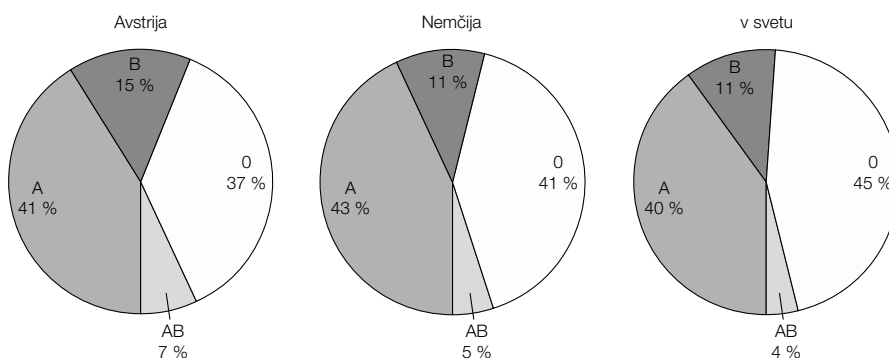 Avstrija
B
15 %
0
37 %
A
41 %
AB
7 %
Nemčija
B
11 %
0
41 %
A
43 %
AB
5 %
v svetu
B
11 %
0
45 %
A
40 %
AB
4 %